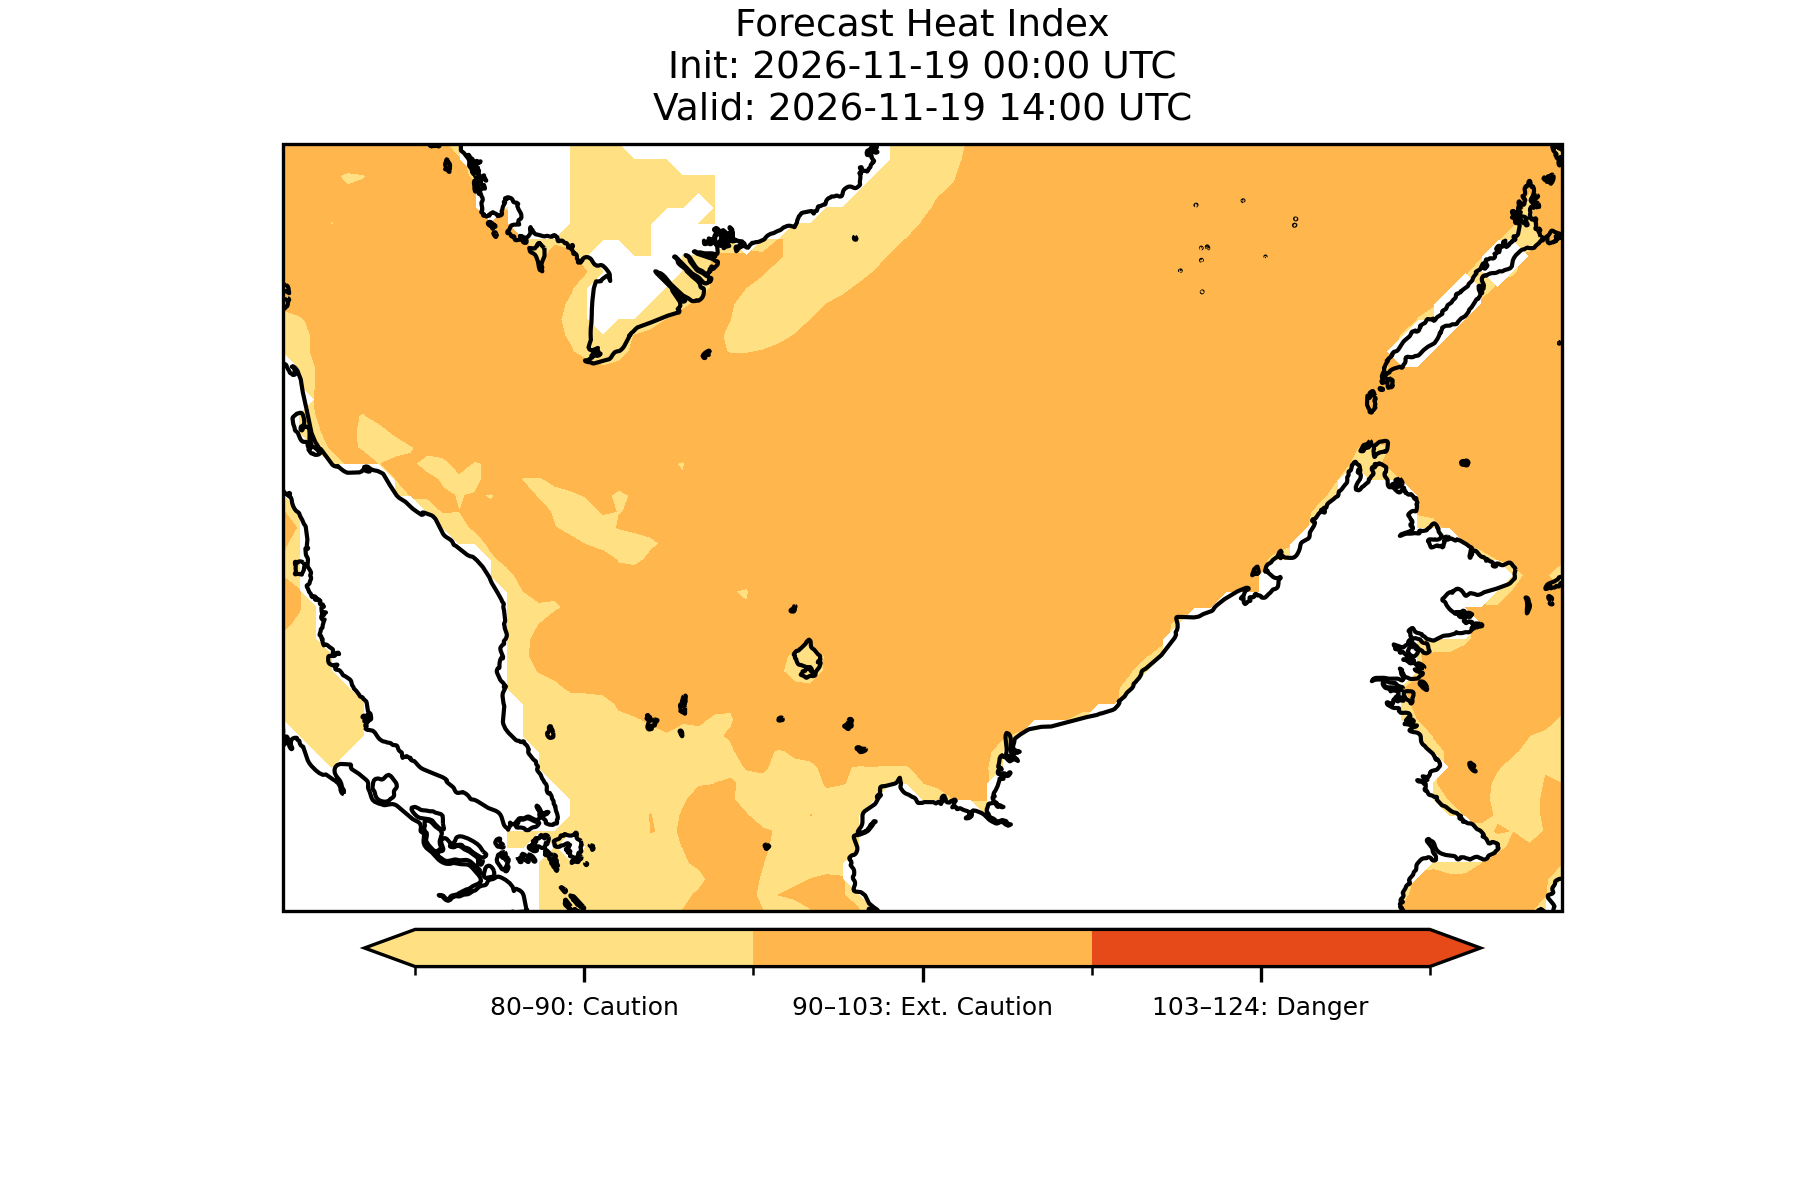 Forecast Heat Index
Init: 2026-11-19 00:00 UTC
Valid: 2026-11-19 14:00 UTC
80–90: Caution
90–103: Ext. Caution
103–124: Danger